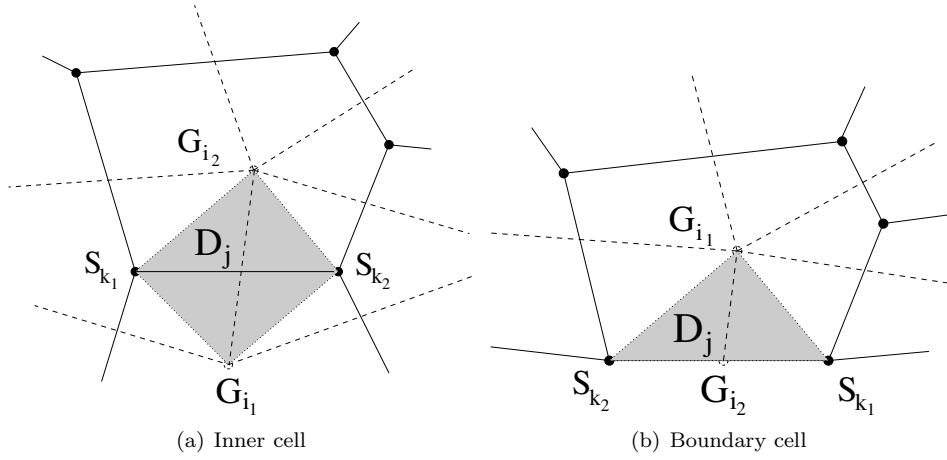 G_{i_2}
D_j
S_{k_1}
S_{k_2}
G_{i_1}
(a) Inner cell
G_{i_1}
D_j
S_{k_2}
G_{i_2}
S_{k_1}
(b) Boundary cell